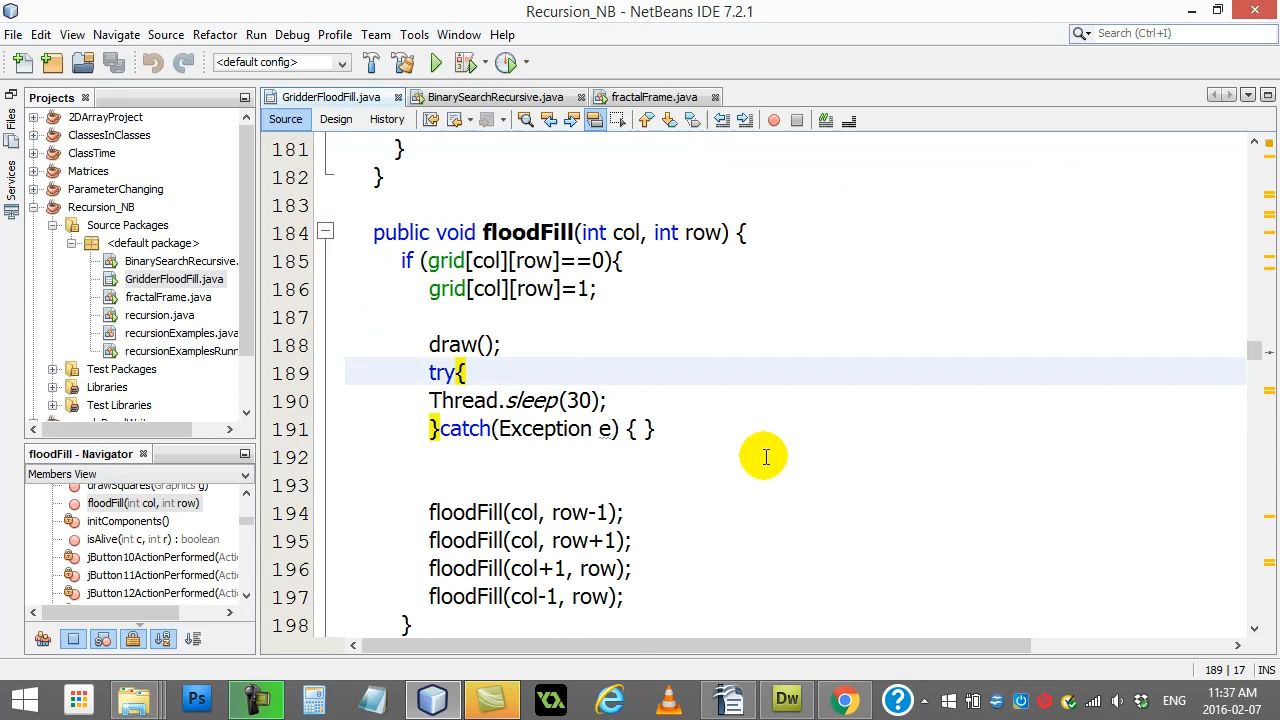 Recursion_NB - NetBeans IDE 7.2.1
File Edit View Navigate Source Refactor Run Debug Profile Team Tools Window Help
Search (Ctrl+I)
<default config>
Projects
GridderFloodFill.java
BinarySearchRecursive.java
fractalFrame.java
Files
Services
2DArrayProject
ClassesInClasses
ClassTime
Matrices
ParameterChanging
Recursion_NB
Source Packages
<default package>
BinarySearchRecursive.
GridderFloodFill.java
fractalFrame.java
recursion.java
recursionExamples.java
recursionExamplesRunn
Test Packages
Libraries
Test Libraries
floodFill - Navigator
Members View
drawSquares(Graphics g)
floodFill(int col, int row)
initComponents()
isAlive(int c, int r) : boolean
jButton10ActionPerformed(Acti
jButton11ActionPerformed(Acti
jButton12ActionPerformed(Acti
Source Design History
181 }
182 }
183
184 public void floodFill(int col, int row) {
185 if (grid[col][row]==0){
186 grid[col][row]=1;
187
188 draw();
189 try{
190 Thread.sleep(30);
191 }catch(Exception e) { }
192
193
194 floodFill(col, row-1);
195 floodFill(col, row+1);
196 floodFill(col+1, row);
197 floodFill(col-1, row);
198 }
189 | 17 INS
Ps
Dw
ENG
11:37 AM
2016-02-07